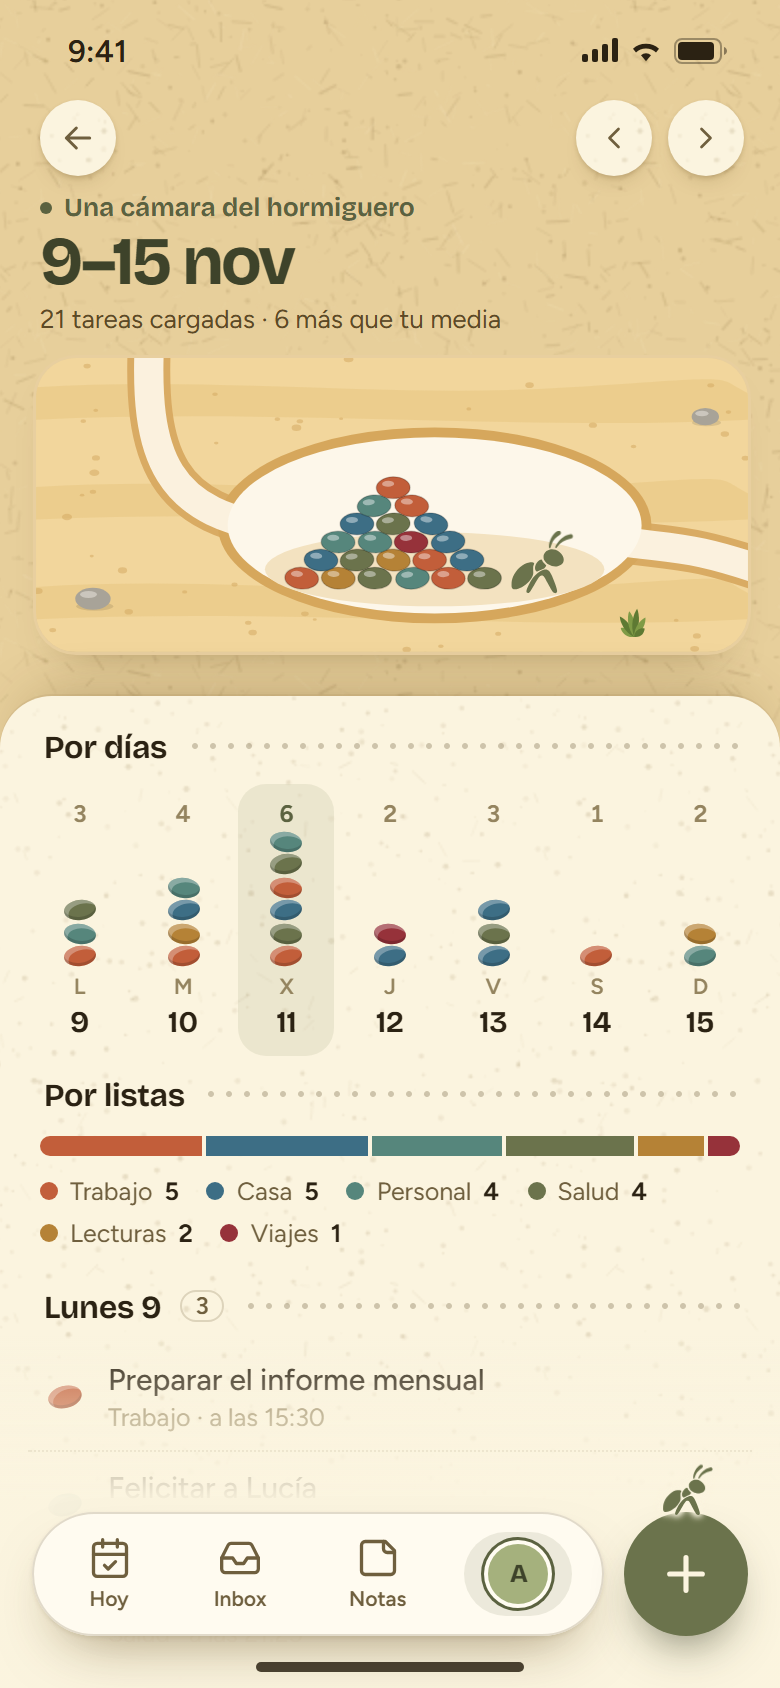 9:41
Una cámara del hormiguero
9–15 nov
21 tareas cargadas · 6 más que tu media
Por días
3 4 6 2 3 1 2
L M X J V S D
9 10 11 12 13 14 15
Por listas
Trabajo 5 Casa 5 Personal 4 Salud 4
Lecturas 2 Viajes 1
Lunes 9 3
Preparar el informe mensual
Trabajo · a las 15:30
Felicitar a Lucía
A
Hoy Inbox Notas